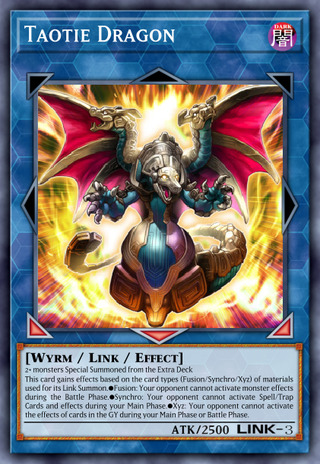 Taotie Dragon
DARK
闇
[Wyrm / Link / Effect]
2+ monsters Special Summoned from the Extra Deck
This card gains effects based on the card types (Fusion/Synchro/Xyz) of materials
used for its Link Summon.●Fusion: Your opponent cannot activate monster effects
during the Battle Phase.●Synchro: Your opponent cannot activate Spell/Trap
Cards and effects during your Main Phase.●Xyz: Your opponent cannot activate
the effects of cards in the GY during your Main Phase or Battle Phase.
ATK/2500 LINK-3